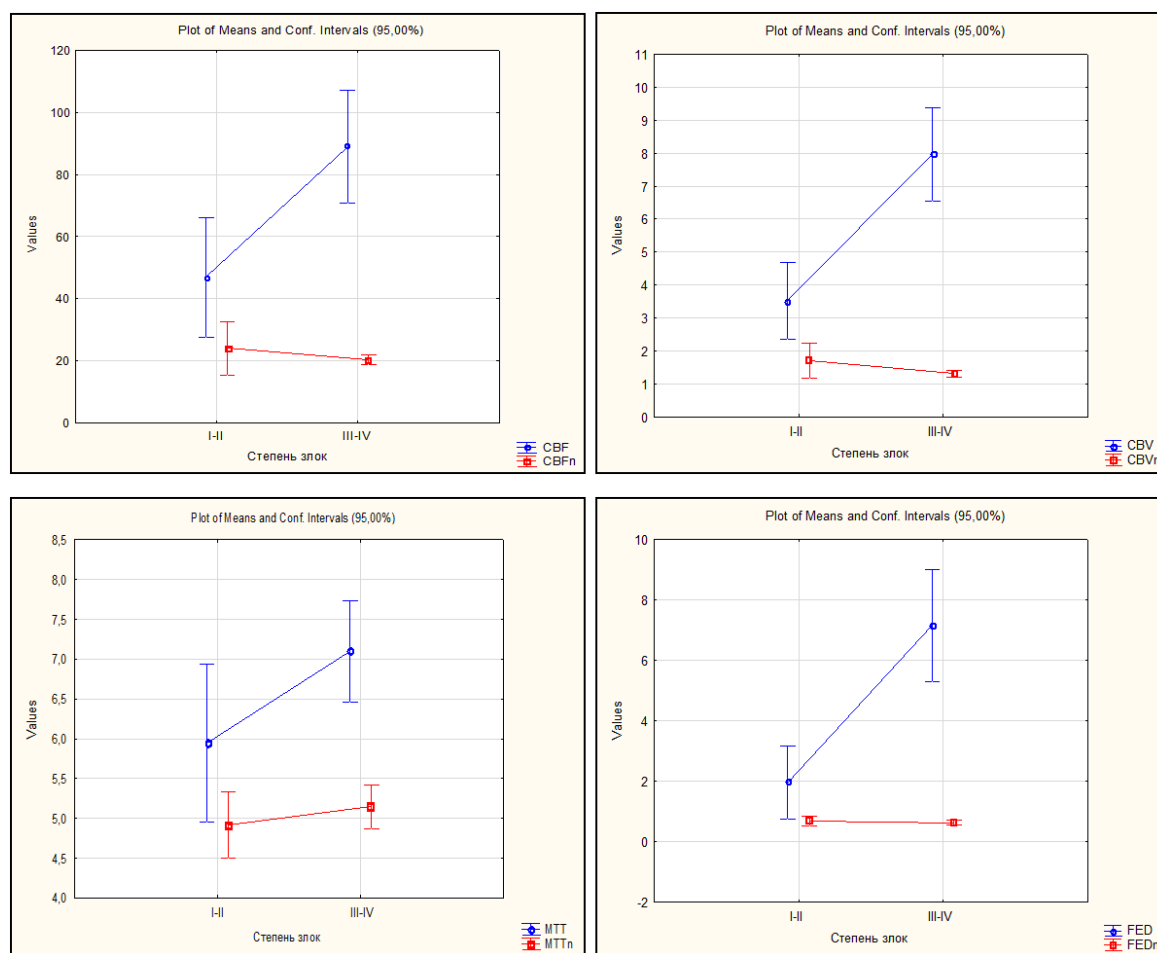 Plot of Means and Conf. Intervals (95,00%)
120
100
80
60
40
20
0
Values
I-II
III-IV
Степень злок
CBF
CBFn
Plot of Means and Conf. Intervals (95,00%)
11
10
9
8
7
6
5
4
3
2
1
0
Values
I-II
III-IV
Степень злок
CBV
CBVn
Plot of Means and Conf. Intervals (95,00%)
8,5
8,0
7,5
7,0
6,5
6,0
5,5
5,0
4,5
4,0
Values
I-II
III-IV
Степень злок
MTT
MTTn
Plot of Means and Conf. Intervals (95,00%)
10
8
6
4
2
0
-2
Values
I-II
III-IV
Степень злок
FED
FEDn